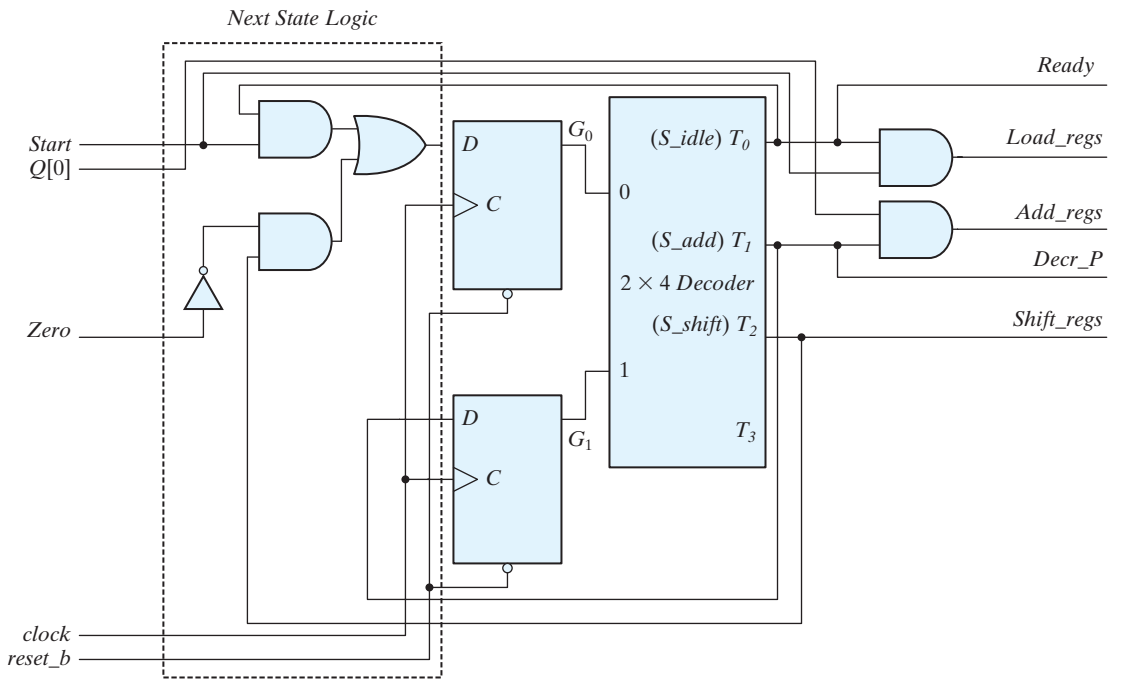 Next State Logic
Ready
Start
Q[0]
D
G₀
(S_idle) T₀
Load_regs
C
0
Add_regs
(S_add) T₁
Decr_P
2 × 4 Decoder
Zero
(S_shift) T₂
Shift_regs
1
D
G₁
T₃
C
clock
reset_b